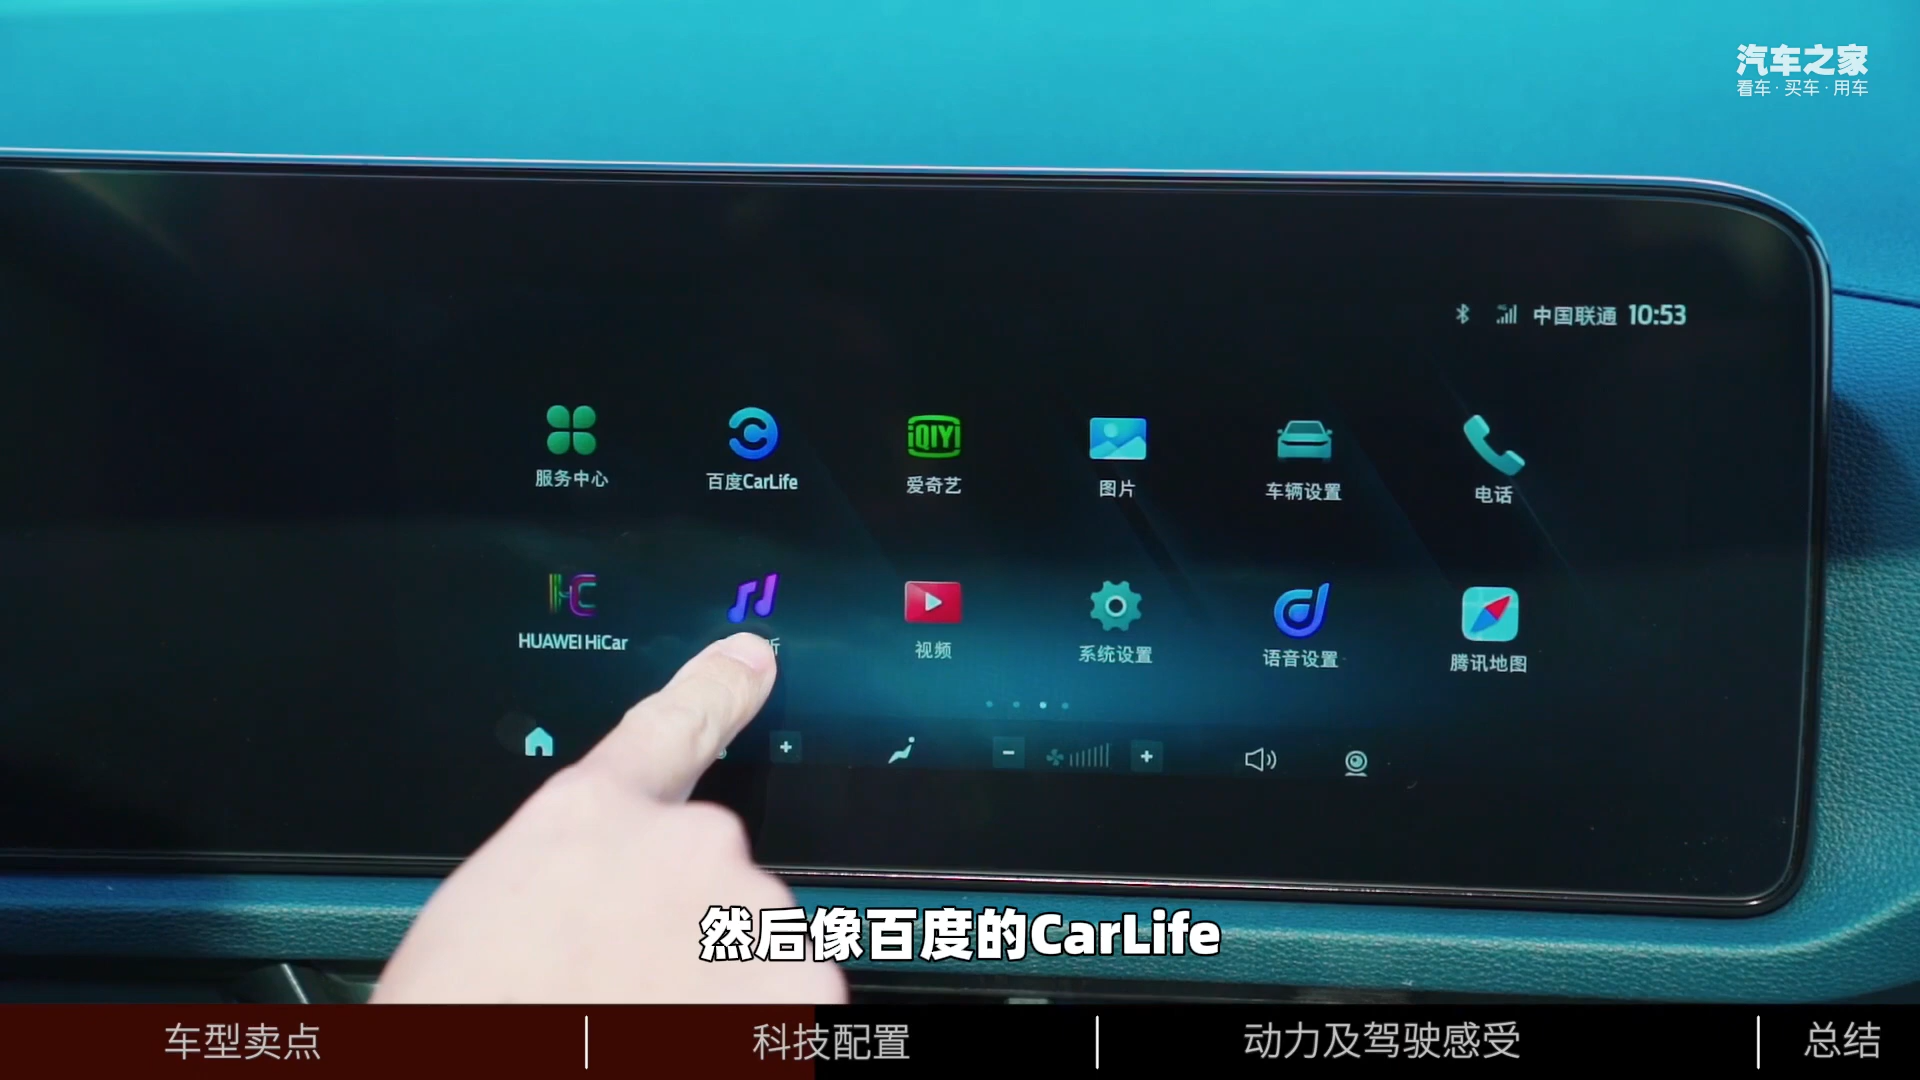 汽车之家
看车·买车·用车
中国联通 10:53
服务中心
百度CarLife
iQIYI
爱奇艺
图片
车辆设置
电话
HUAWEI HiCar
听
视频
系统设置
语音设置
腾讯地图
然后像百度的CarLife
车型卖点
科技配置
动力及驾驶感受
总结